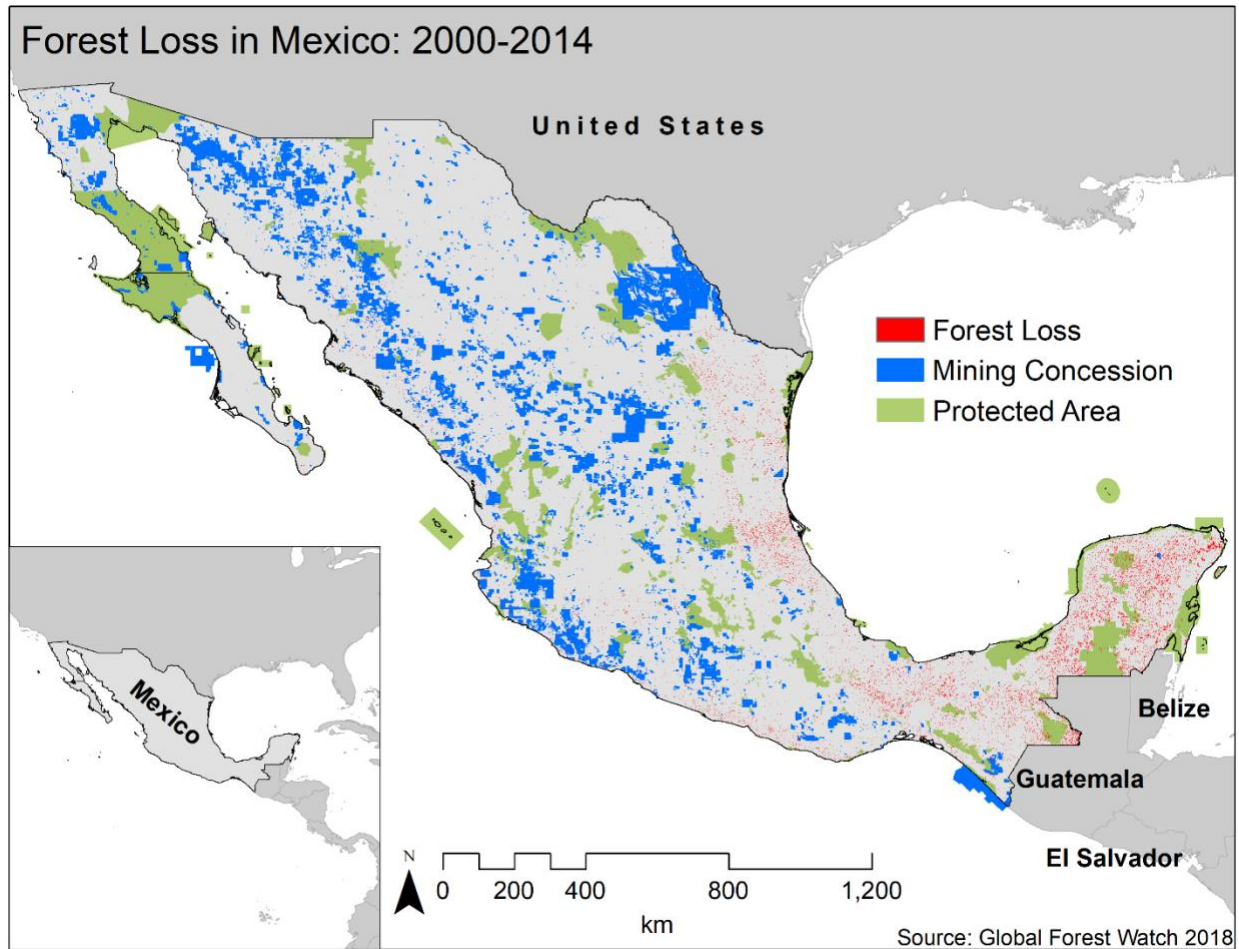 Forest Loss in Mexico: 2000-2014
United States
Forest Loss
Mining Concession
Protected Area
Mexico
Belize
Guatemala
El Salvador
N
0 200 400 800 1,200
km
Source: Global Forest Watch 2018